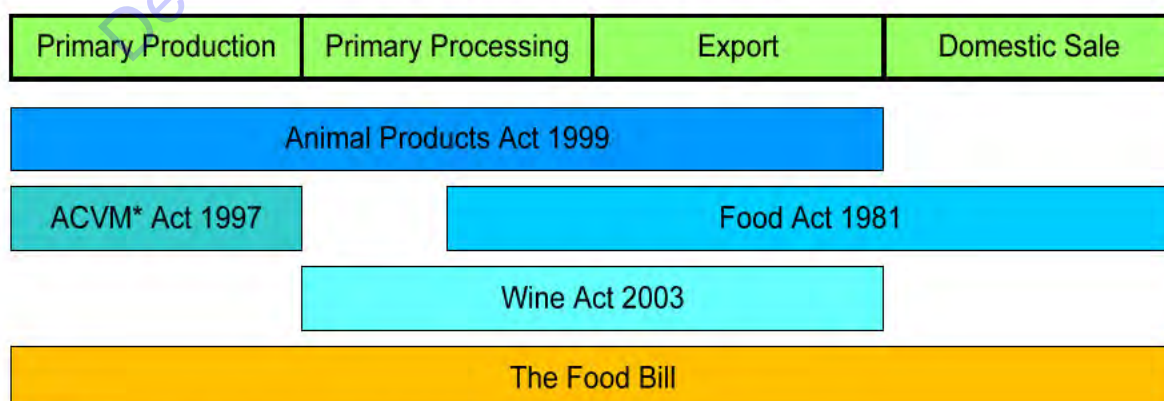 Primary Production Primary Processing Export Domestic Sale
Animal Products Act 1999
ACVM* Act 1997 Food Act 1981
Wine Act 2003
The Food Bill